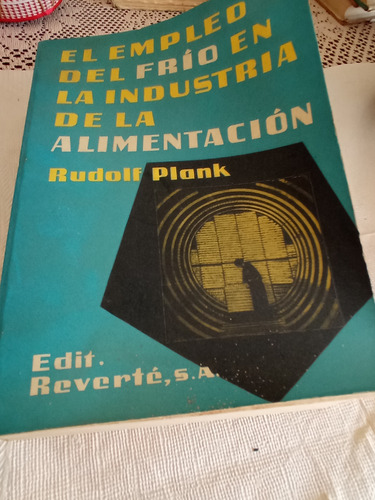 EL EMPLEO
DEL FRÍO EN
LA INDUSTRIA
DE LA
ALIMENTACIÓN
Rudolf Plank
Edit.
Reverté, S.A.